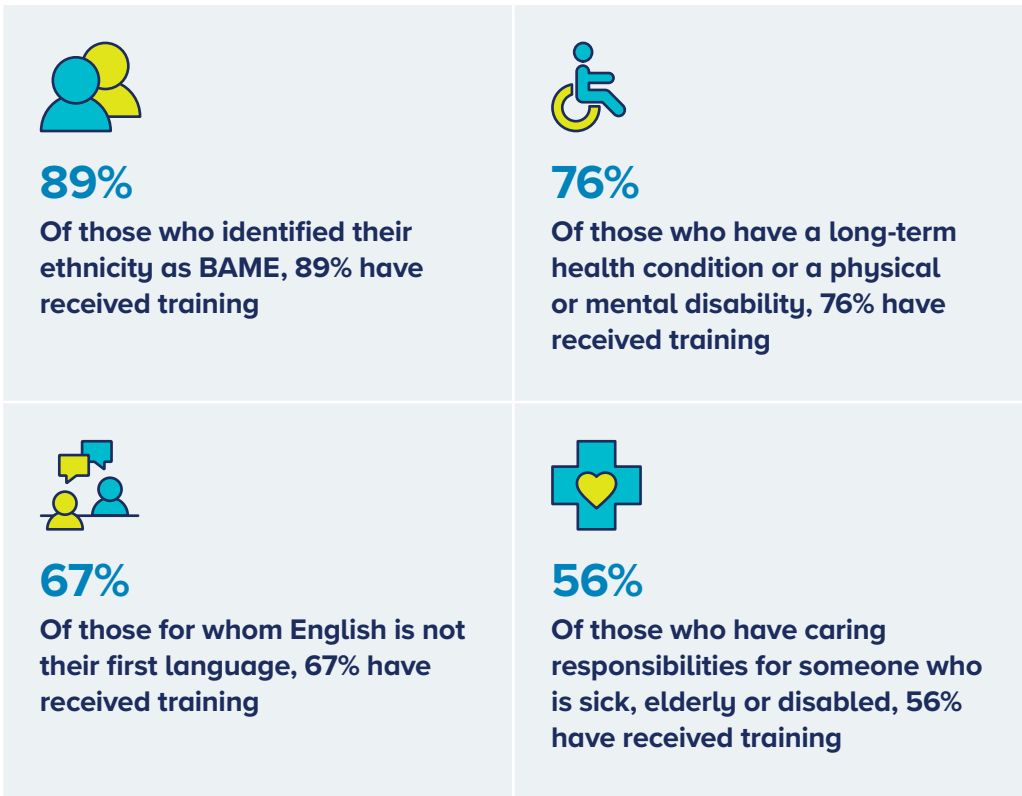 89%
Of those who identified their
ethnicity as BAME, 89% have
received training
76%
Of those who have a long-term
health condition or a physical
or mental disability, 76% have
received training
67%
Of those for whom English is not
their first language, 67% have
received training
56%
Of those who have caring
responsibilities for someone who
is sick, elderly or disabled, 56%
have received training